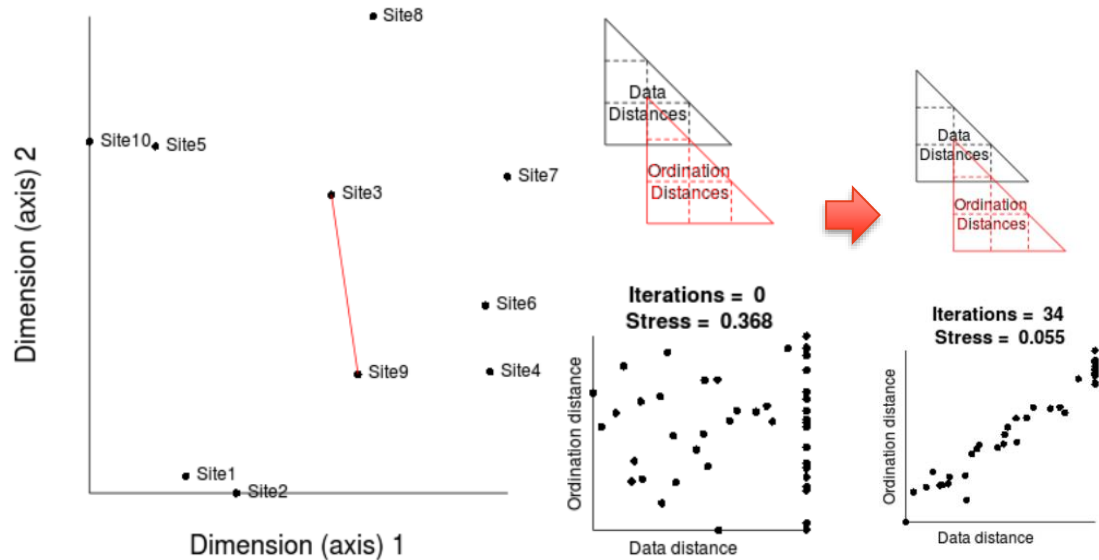 Dimension (axis) 2
Site8
Site10
Site5
Site7
Site3
Site6
Site9
Site4
Site1
Site2
Dimension (axis) 1
Data
Distances
Ordination
Distances
Data
Distances
Ordination
Distances
Iterations = 0
Stress = 0.368
Ordination distance
Data distance
Iterations = 34
Stress = 0.055
Ordination distance
Data distance